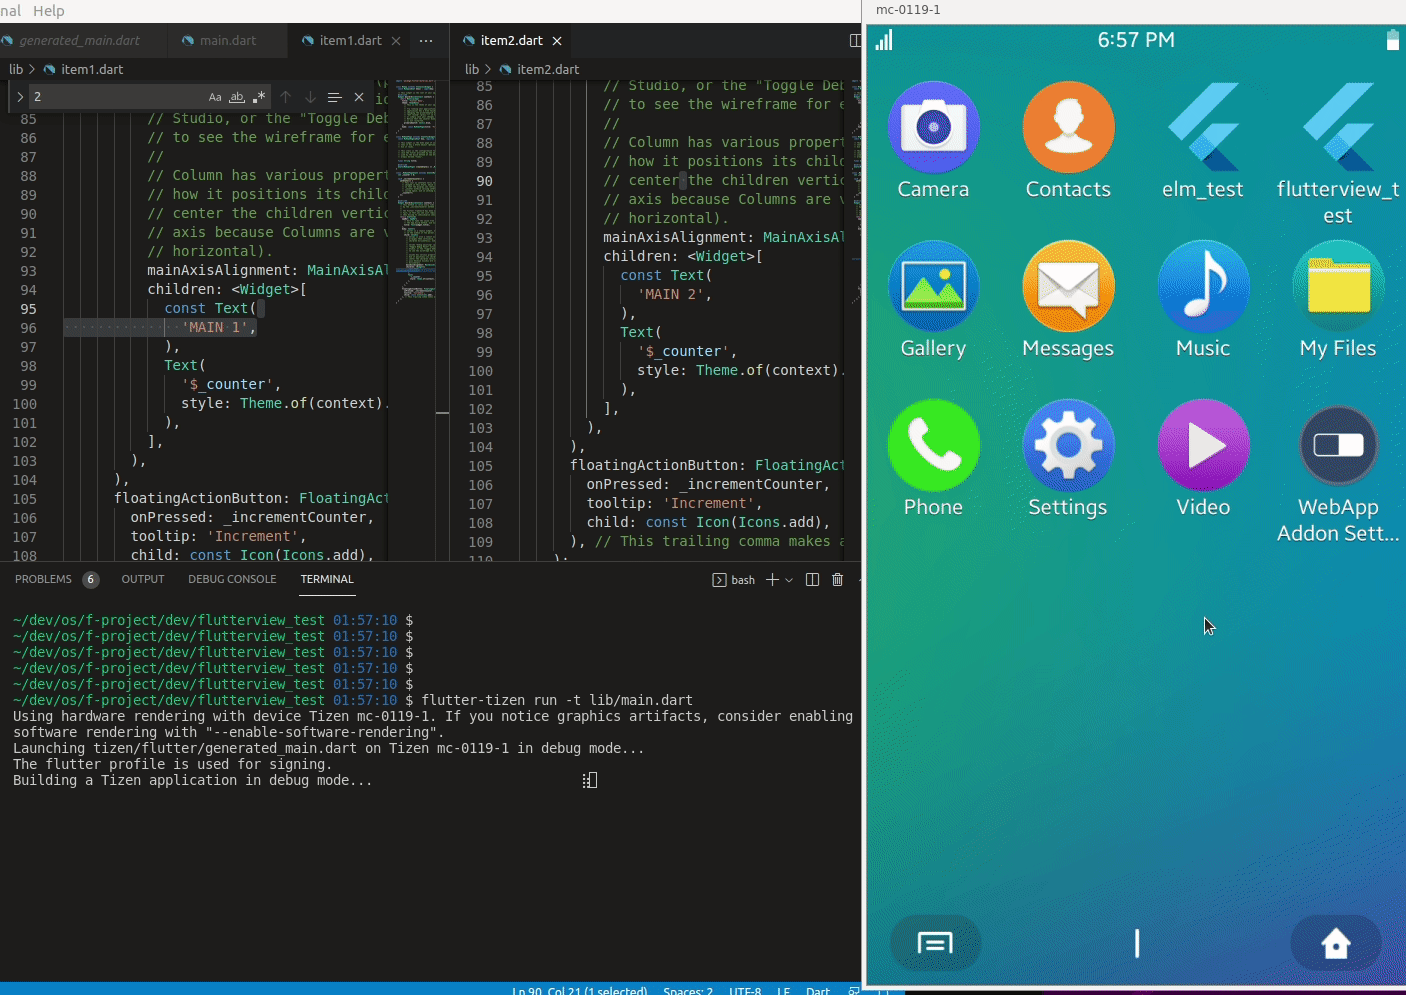 nal Help
generated_main.dart main.dart item1.dart ···
lib > item1.dart
2 Aa ab
85 // Studio, or the "Toggle Deb
86 // to see the wireframe for e
87 //
88 // Column has various propert
89 // how it positions its chilc
90 // center the children vertic
91 // axis because Columns are v
92 // horizontal).
93 mainAxisAlignment: MainAxisAl
94 children: <Widget>[
95 const Text(
96 'MAIN 1',
97 ),
98 Text(
99 '$_counter',
100 style: Theme.of(context).
101 ),
102 ],
103 ),
104 ),
105 floatingActionButton: FloatingAct
106 onPressed: _incrementCounter,
107 tooltip: 'Increment',
108 child: const Icon(Icons.add),
item2.dart
lib > item2.dart
85 // Studio, or the "Toggle Deb
86 // to see the wireframe for e
87 //
88 // Column has various propert
89 // how it positions its chilc
90 // center the children vertic
91 // axis because Columns are v
92 // horizontal).
93 mainAxisAlignment: MainAxisAl
94 children: <Widget>[
95 const Text(
96 'MAIN 2',
97 ),
98 Text(
99 '$_counter',
100 style: Theme.of(context).
101 ),
102 ],
103 ),
104 ),
105 floatingActionButton: FloatingAct
106 onPressed: _incrementCounter,
107 tooltip: 'Increment',
108 child: const Icon(Icons.add),
109 ), // This trailing comma makes a
110 );
PROBLEMS 6 OUTPUT DEBUG CONSOLE TERMINAL bash
~/dev/os/f-project/dev/flutterview_test 01:57:10 $
~/dev/os/f-project/dev/flutterview_test 01:57:10 $
~/dev/os/f-project/dev/flutterview_test 01:57:10 $
~/dev/os/f-project/dev/flutterview_test 01:57:10 $
~/dev/os/f-project/dev/flutterview_test 01:57:10 $
~/dev/os/f-project/dev/flutterview_test 01:57:10 $ flutter-tizen run -t lib/main.dart
Using hardware rendering with device Tizen mc-0119-1. If you notice graphics artifacts, consider enabling
software rendering with "--enable-software-rendering".
Launching tizen/flutter/generated_main.dart on Tizen mc-0119-1 in debug mode...
The flutter profile is used for signing.
Building a Tizen application in debug mode...
Ln 90, Col 21 (1 selected) Spaces: 2 UTF-8 LF Dart
mc-0119-1
6:57 PM
Camera Contacts elm_test flutterview_t
est
Gallery Messages Music My Files
Phone Settings Video WebApp
Addon Sett...